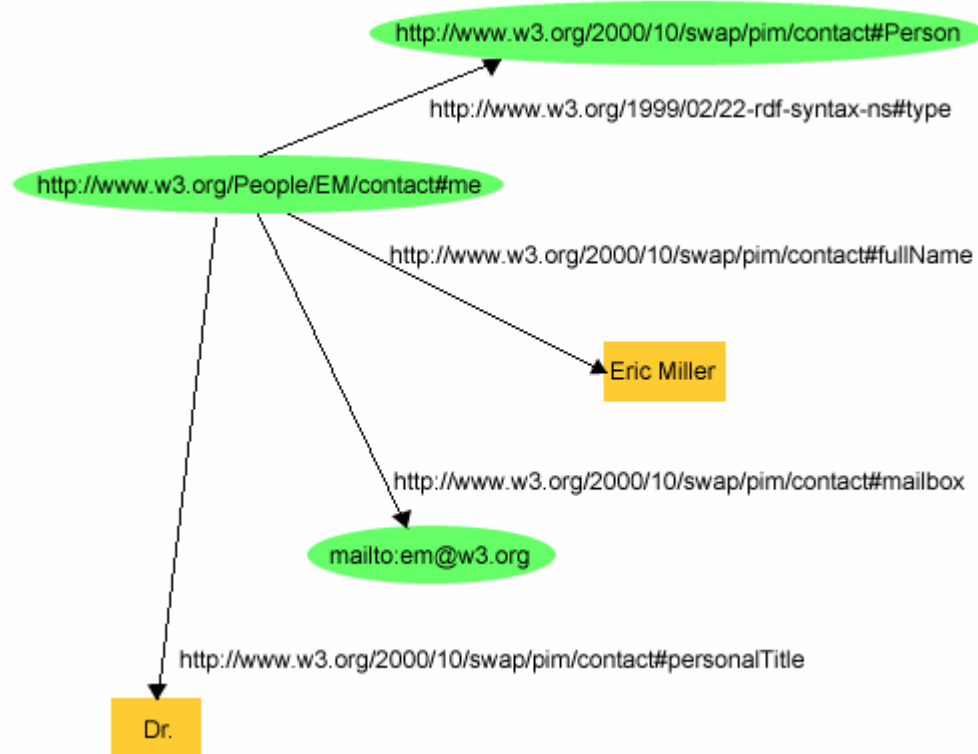 http://www.w3.org/2000/10/swap/pim/contact#Person
http://www.w3.org/1999/02/22-rdf-syntax-ns#type
http://www.w3.org/People/EM/contact#me
http://www.w3.org/2000/10/swap/pim/contact#fullName
Eric Miller
http://www.w3.org/2000/10/swap/pim/contact#mailbox
mailto:em@w3.org
http://www.w3.org/2000/10/swap/pim/contact#personalTitle
Dr.